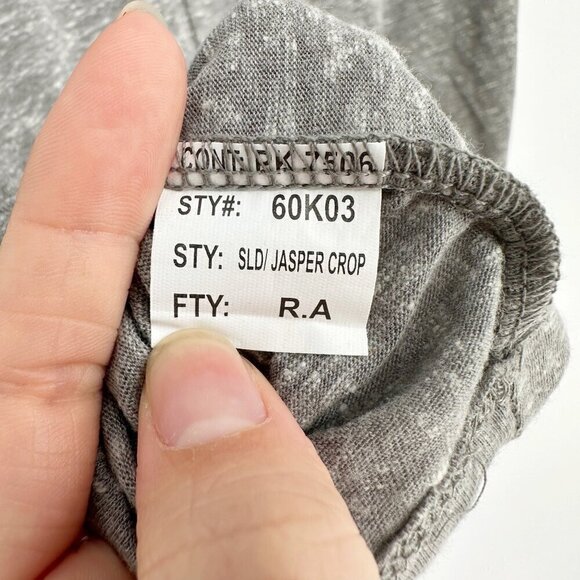 CONT: RK 7506
STY#: 60K03
STY: SLD/ JASPER CROP
FTY: R.A